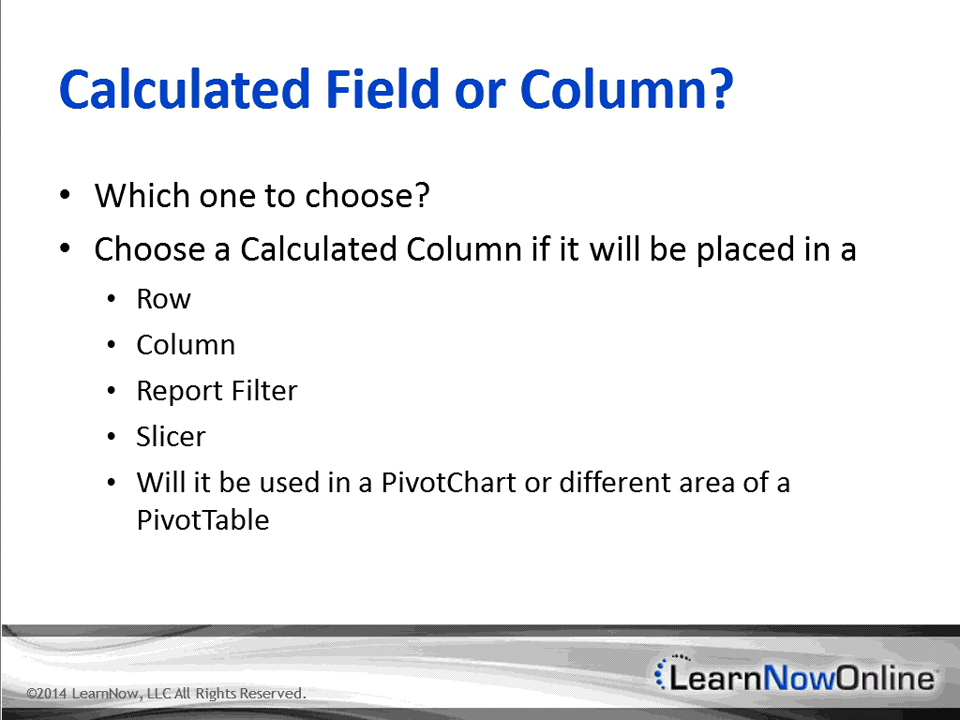 Calculated Field or Column?
• Which one to choose?
• Choose a Calculated Column if it will be placed in a
• Row
• Column
• Report Filter
• Slicer
• Will it be used in a PivotChart or different area of a
PivotTable
©2014 LearnNow, LLC All Rights Reserved.
LearnNowOnline